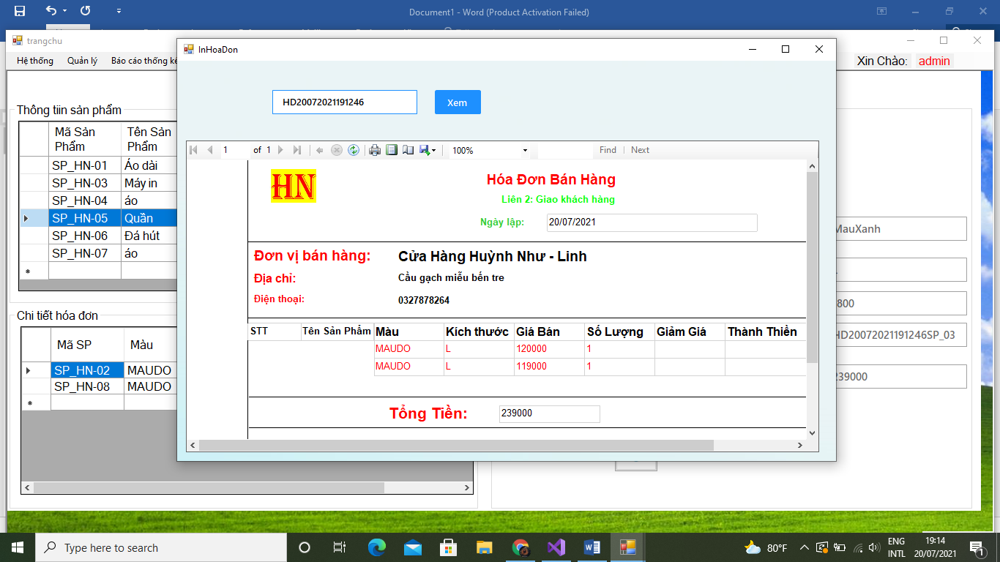 Document1 - Word (Product Activation Failed)
trangchu
Hệ thống Quản lý Báo cáo thống kê
Xin Chào: admin
InHoaDon
HD20072021191246 Xem
1 of 1 100% Find | Next
HN
Hóa Đơn Bán Hàng
Liên 2: Giao khách hàng
Ngày lập: 20/07/2021
Đơn vị bán hàng: Cửa Hàng Huỳnh Như - Linh
Địa chỉ: Cầu gạch miễu bến tre
Điện thoại: 0327878264
STT Tên Sản Phẩm Màu Kích thước Giá Bán Số Lượng Giảm Giá Thành Thiền
MAUDO L 120000 1
MAUDO L 119000 1
Tổng Tiền: 239000
Thông tiin sản phẩm
Mã Sản Phẩm Tên Sản Phẩm
SP_HN-01 Áo dài
SP_HN-03 Máy in
SP_HN-04 áo
SP_HN-05 Quần
SP_HN-06 Đá hút
SP_HN-07 áo
Chi tiết hóa đơn
Mã SP Màu
SP_HN-02 MAUDO
SP_HN-08 MAUDO
MauXanh
800
HD20072021191246SP_03
239000
Type here to search
80°F
ENG
INTL
19:14
20/07/2021
1